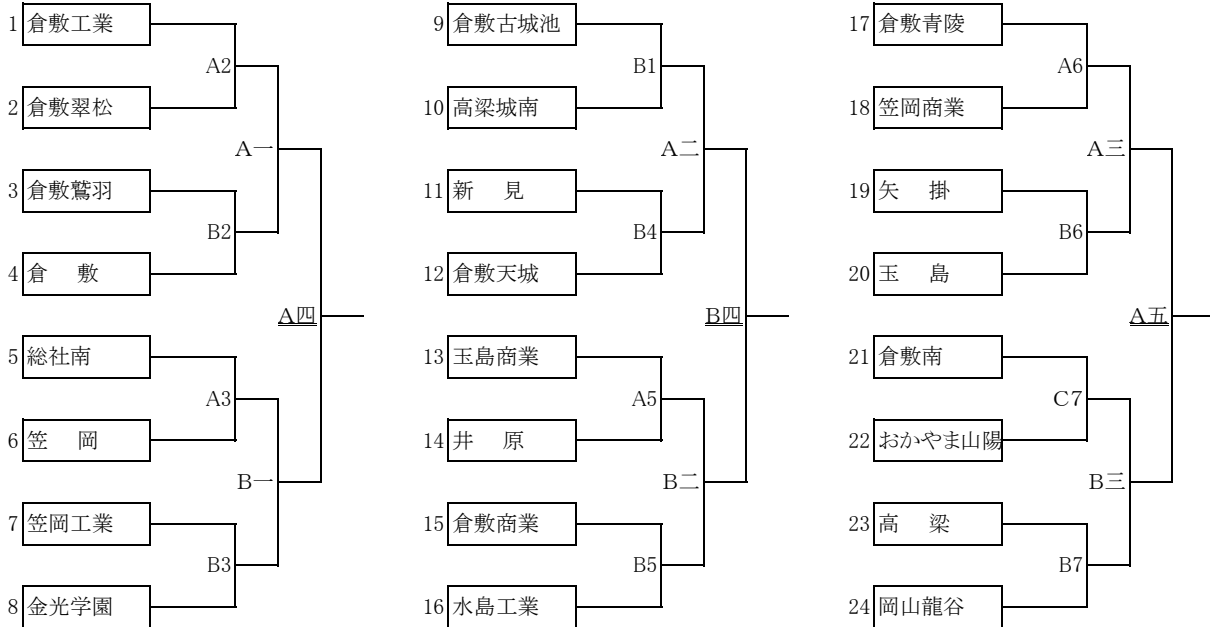 1 倉敷工業
A2
2 倉敷翠松
A一
3 倉敷鷲羽
B2
4 倉　敷
A四
5 総社南
A3
6 笠　岡
B一
7 笠岡工業
B3
8 金光学園
9 倉敷古城池
B1
10 高梁城南
A二
11 新　見
B4
12 倉敷天城
B四
13 玉島商業
A5
14 井　原
B二
15 倉敷商業
B5
16 水島工業
17 倉敷青陵
A6
18 笠岡商業
A三
19 矢　掛
B6
20 玉　島
A五
21 倉敷南
C7
22 おかやま山陽
B三
23 高　梁
B7
24 岡山龍谷